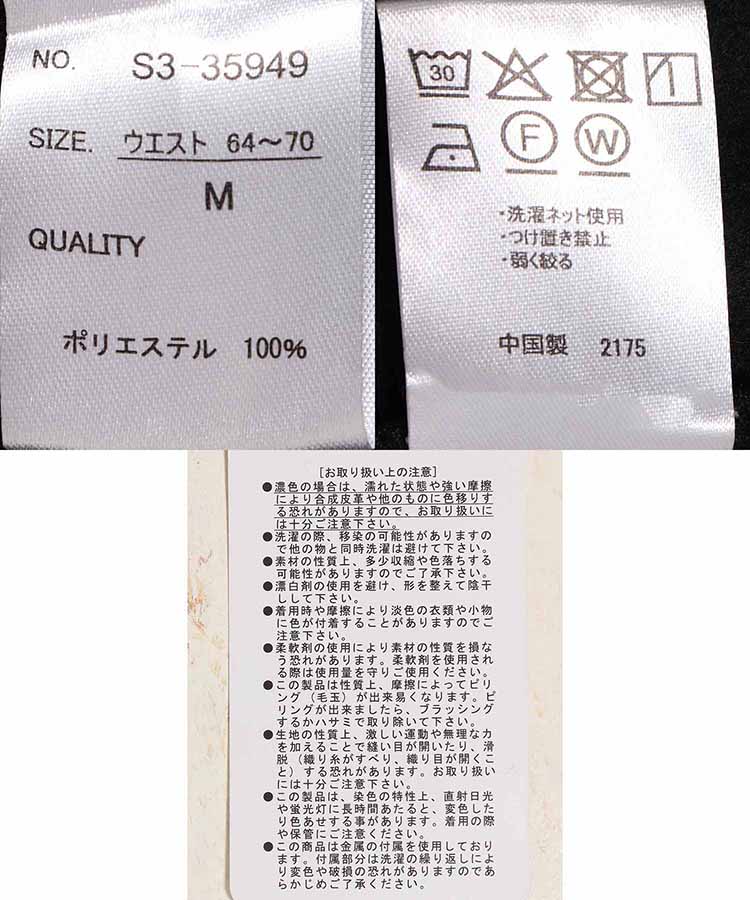 NO. S3-35949
SIZE. ウエスト 64〜70
M
QUALITY
ポリエステル 100%
30
F W
・洗濯ネット使用
・つけ置き禁止
・弱く絞る
中国製 2175
[お取り扱い上の注意]
●濃色の場合は、濡れた状態や強い摩擦
により合成皮革や他のものに色移りす
る恐れがありますので、お取り扱いに
は十分ご注意下さい。
●洗濯の際、移染の可能性がありますの
で他の物と同時洗濯は避けて下さい。
●素材の性質上、多少収縮や色落ちする
可能性がありますのでご了承下さい。
●漂白剤の使用を避け、形を整えて陰干
しして下さい。
●着用時や摩擦により淡色の衣類や小物
に色が付着することがありますのでご
注意下さい。
●柔軟剤の使用により素材の性質を損な
う恐れがあります。柔軟剤を使用され
る際は使用量を守りご使用ください。
●この製品は性質上、摩擦によってピリ
ング（毛玉）が出来易くなります。ピ
リングが出来ましたら、ブラッシング
するかハサミで取り除いて下さい。
●生地の性質上、激しい運動や無理な力
を加えることで縫い目が開いたり、滑
脱（織り糸がすべり、織り目が開くこ
と）する恐れがあります。お取り扱い
には十分ご注意下さい。
●この製品は、染色の特性上、直射日光
や蛍光灯に長時間あたると、変色した
り色あせする事があります。着用の際
や保管にご注意ください。
●この商品は金属の付属を使用しており
ます。付属部分は洗濯の繰り返しによ
り変色や破損の恐れがありますのであ
らかじめご了承ください。